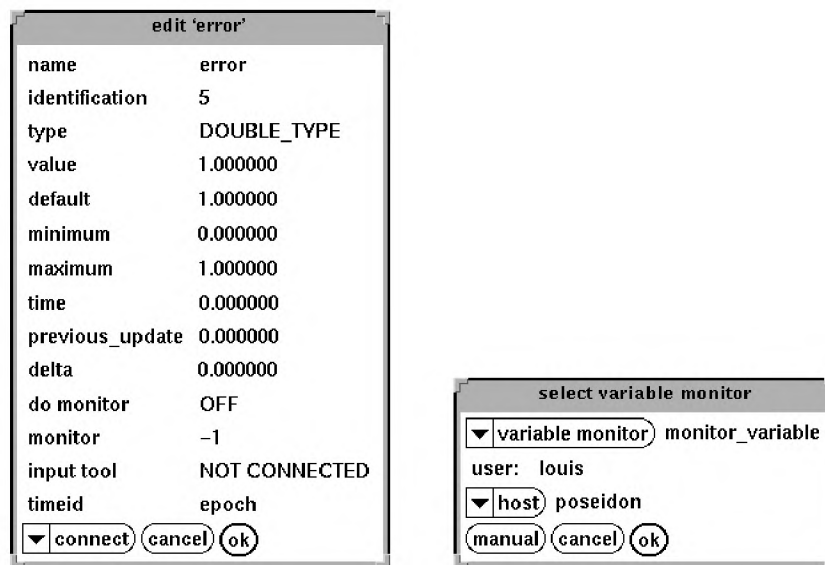 edit ‘error’
name error
identification 5
type DOUBLE_TYPE
value 1.000000
default 1.000000
minimum 0.000000
maximum 1.000000
time 0.000000
previous_update 0.000000
delta 0.000000
do monitor OFF
monitor –1
input tool NOT CONNECTED
timeid epoch
connect cancel ok
select variable monitor
variable monitor monitor_variable
user: louis
host poseidon
manual cancel ok